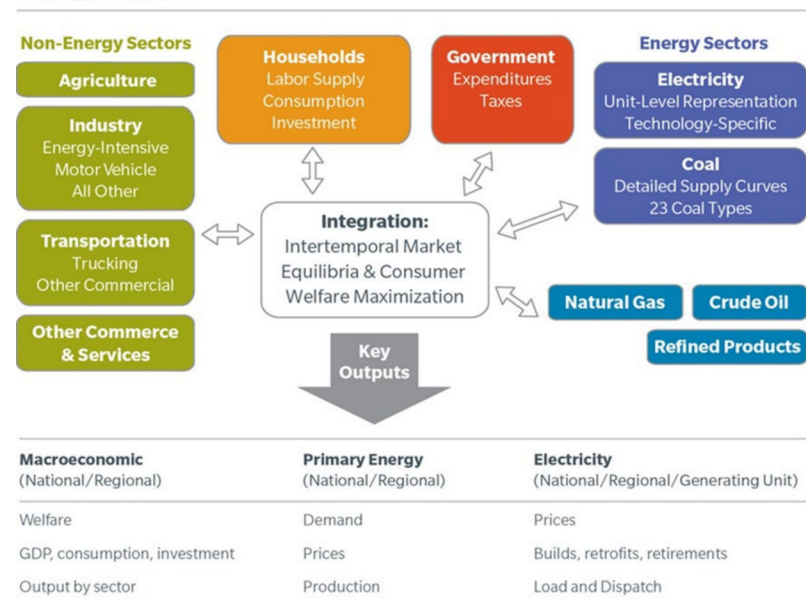 Non-Energy Sectors
Agriculture
Industry
Energy-Intensive
Motor Vehicle
All Other
Transportation
Trucking
Other Commercial
Other Commerce
& Services
Households
Labor Supply
Consumption
Investment
Government
Expenditures
Taxes
Energy Sectors
Electricity
Unit-Level Representation
Technology-Specific
Coal
Detailed Supply Curves
23 Coal Types
Integration:
Intertemporal Market
Equilibria & Consumer
Welfare Maximization
Natural Gas
Crude Oil
Refined Products
Key
Outputs
Macroeconomic
(National/Regional)
Welfare
GDP, consumption, investment
Output by sector
Primary Energy
(National/Regional)
Demand
Prices
Production
Electricity
(National/Regional/Generating Unit)
Prices
Builds, retrofits, retirements
Load and Dispatch